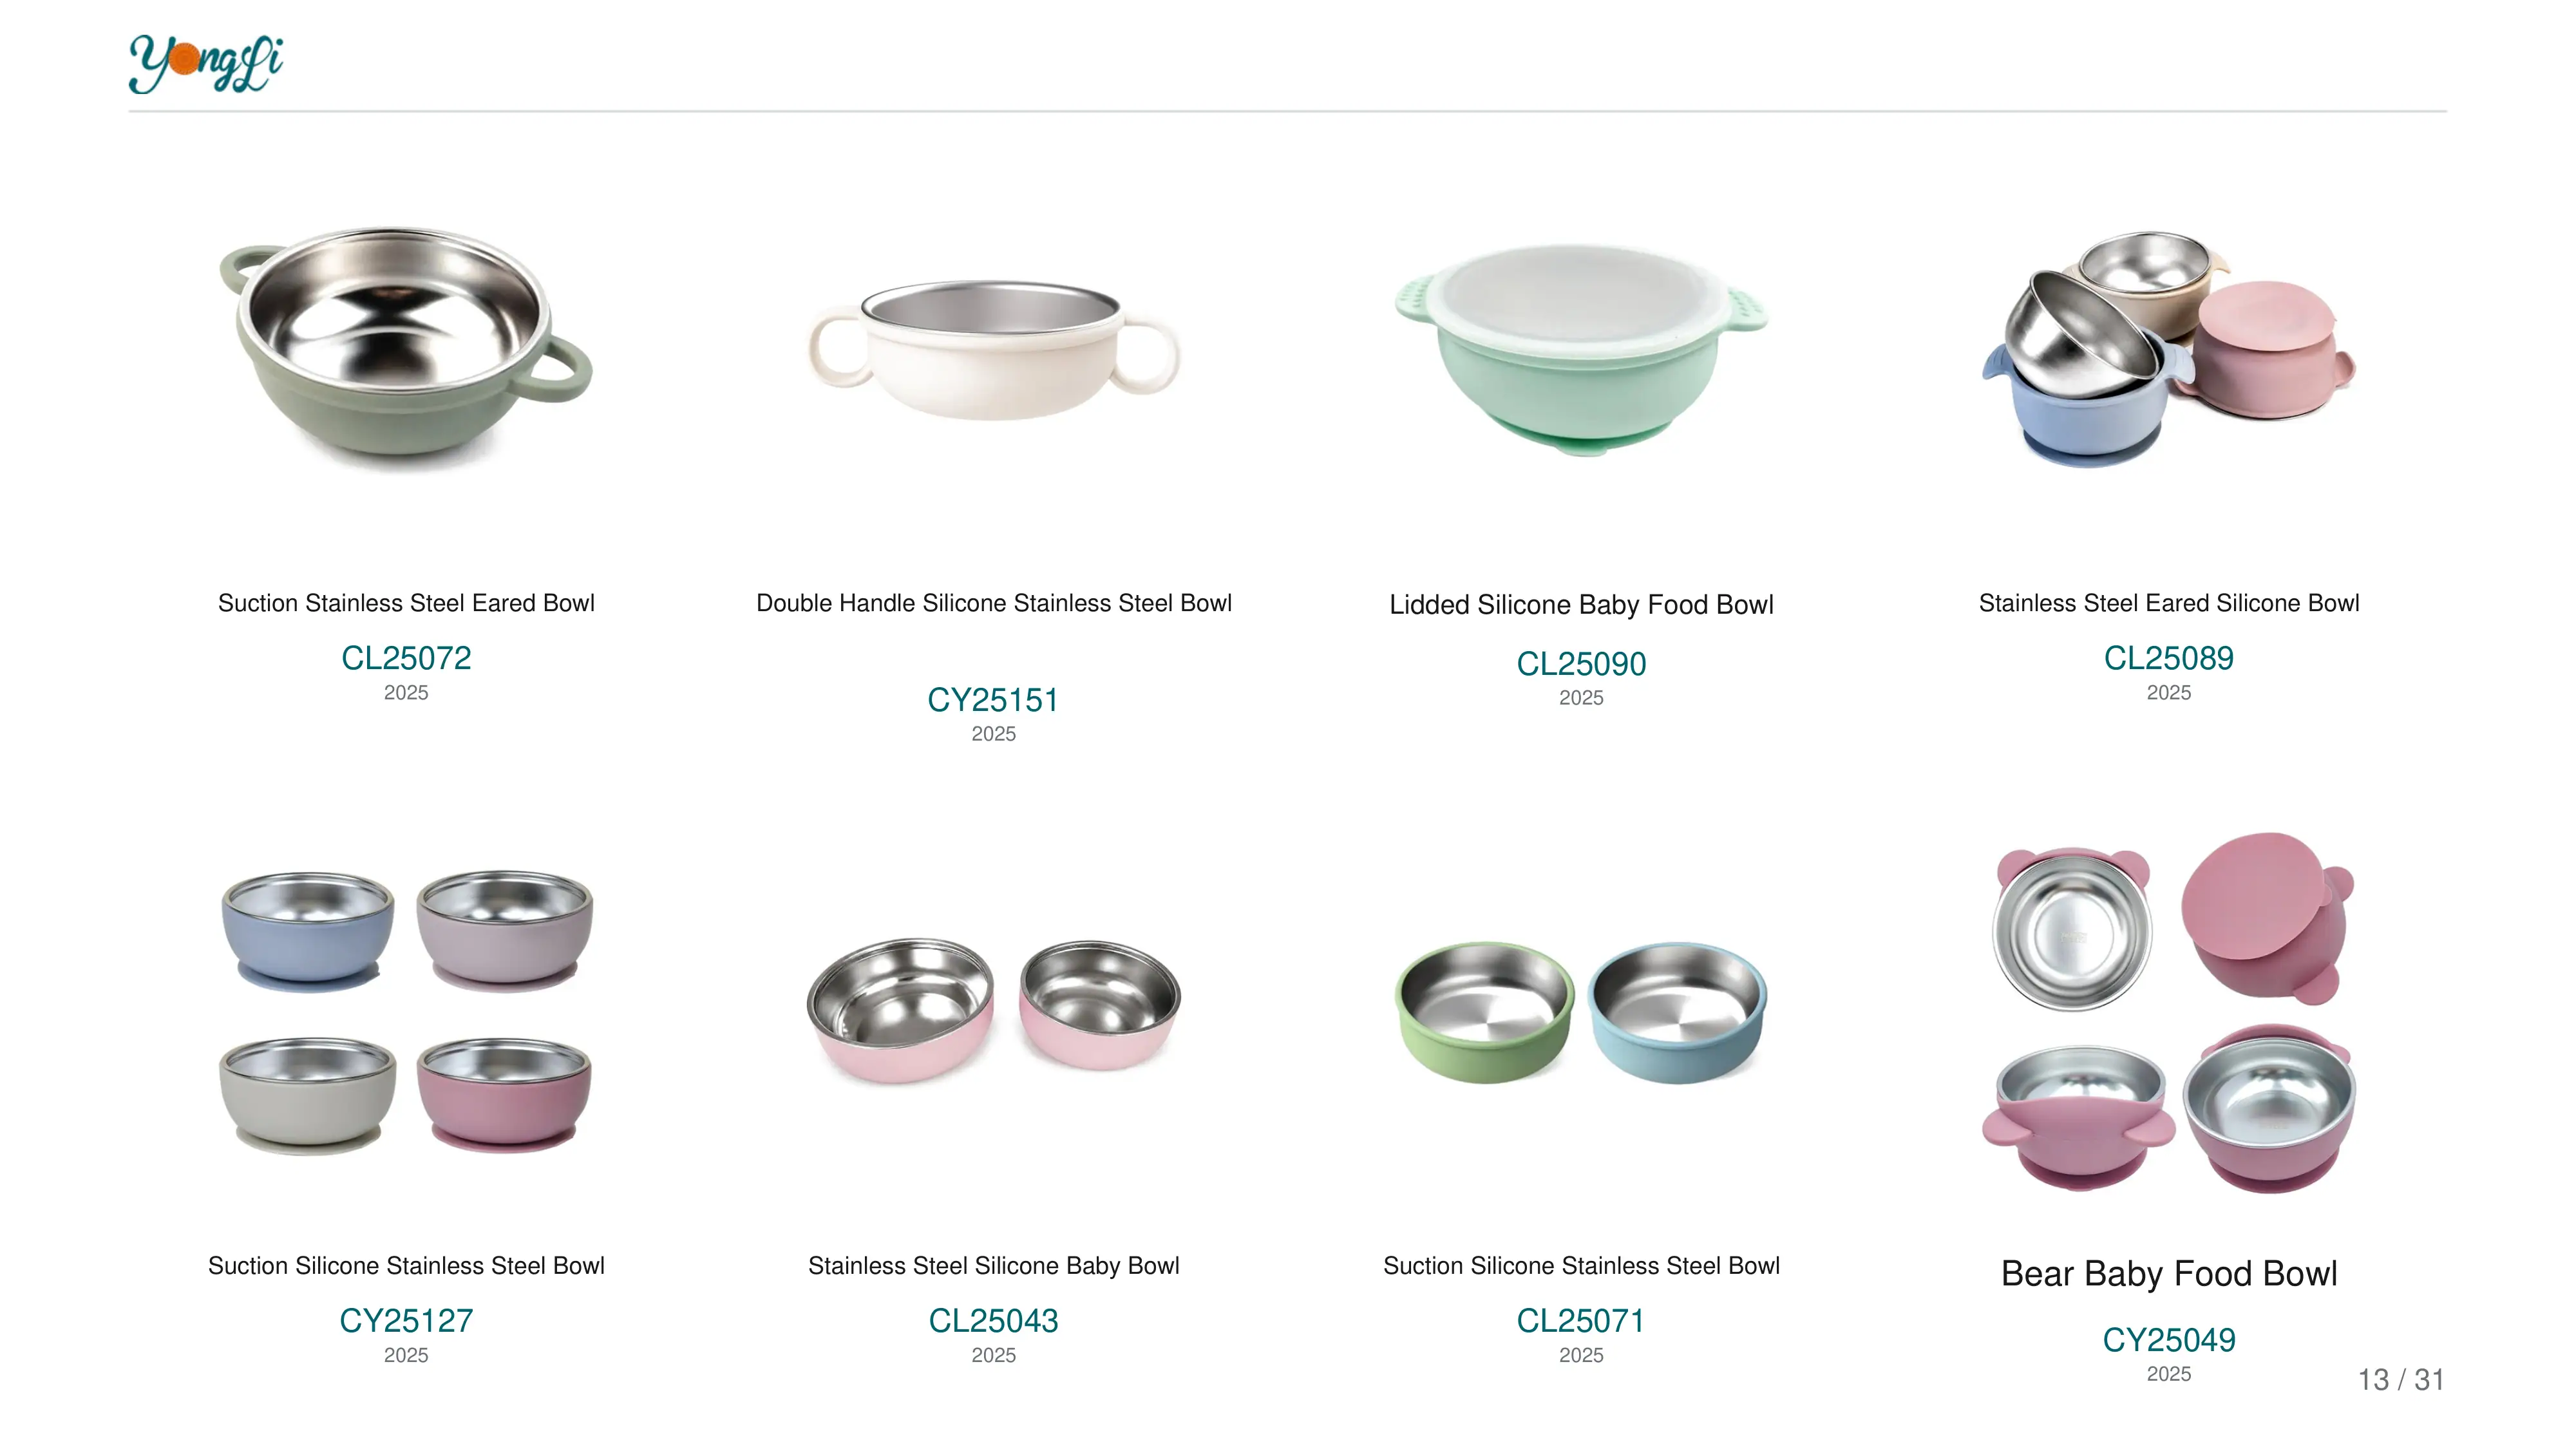 YongLi
Suction Stainless Steel Eared Bowl
CL25072
2025
Double Handle Silicone Stainless Steel Bowl
CY25151
2025
Lidded Silicone Baby Food Bowl
CL25090
2025
Stainless Steel Eared Silicone Bowl
CL25089
2025
Suction Silicone Stainless Steel Bowl
CY25127
2025
Stainless Steel Silicone Baby Bowl
CL25043
2025
Suction Silicone Stainless Steel Bowl
CL25071
2025
Bear Baby Food Bowl
CY25049
2025
13 / 31